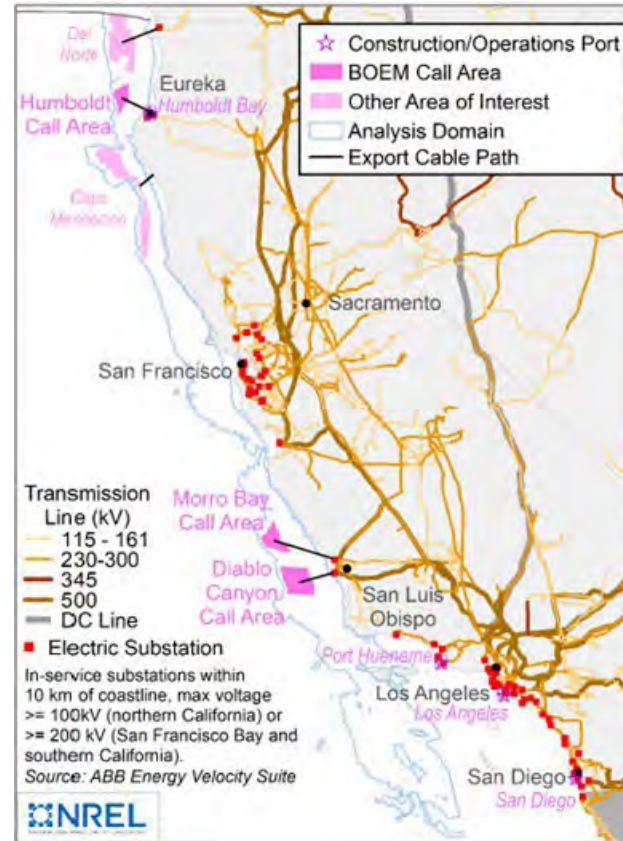 Del
Norte
Eureka
Humboldt Bay
Humboldt
Call Area
Cape
Mendocino
Construction/Operations Port
BOEM Call Area
Other Area of Interest
Analysis Domain
Export Cable Path
Sacramento
San Francisco
Morro Bay
Call Area
Diablo
Canyon
Call Area
San Luis
Obispo
Port Hueneme
Los Angeles
Los Angeles
San Diego
San Diego
Transmission
Line (kV)
115 - 161
230-300
345
500
DC Line
Electric Substation
In-service substations within
10 km of coastline, max voltage
>= 100kV (northern California) or
>= 200 kV (San Francisco Bay and
southern California).
Source: ABB Energy Velocity Suite
NREL